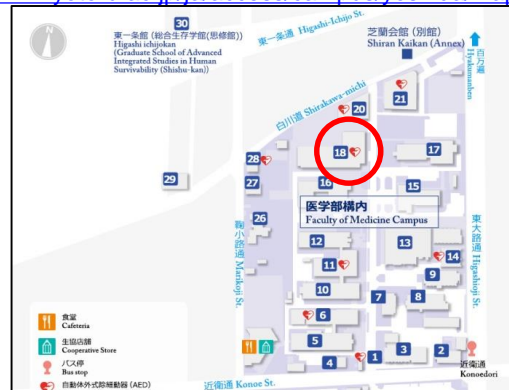 30
東一条館 (総合生存学館(思修館))
Higashi ichijokan
(Graduate School of Advanced
Integrated Studies in Human
Survivability (Shishu-kan))
東一条通 Higashi-Ichijo St.
芝蘭会館 (別館)
Shiran Kaikan (Annex)
百万遍
Hyakumanben
白川道 Shirakawa-michi
20
21
18
17
28
29
27
16
15
医学部構内
Faculty of Medicine Campus
26
鞠小路通 Marikoji St.
東大路通 Higashioji St.
12
13
11
14
9
10
7
8
6
5
4
1
3
2
食堂
Cafeteria
生協店舗
Cooperative Store
バス停
Bus stop
自動体外式除細動器 (AED)
近衛通 Konoe St.
近衛通
Konoedori